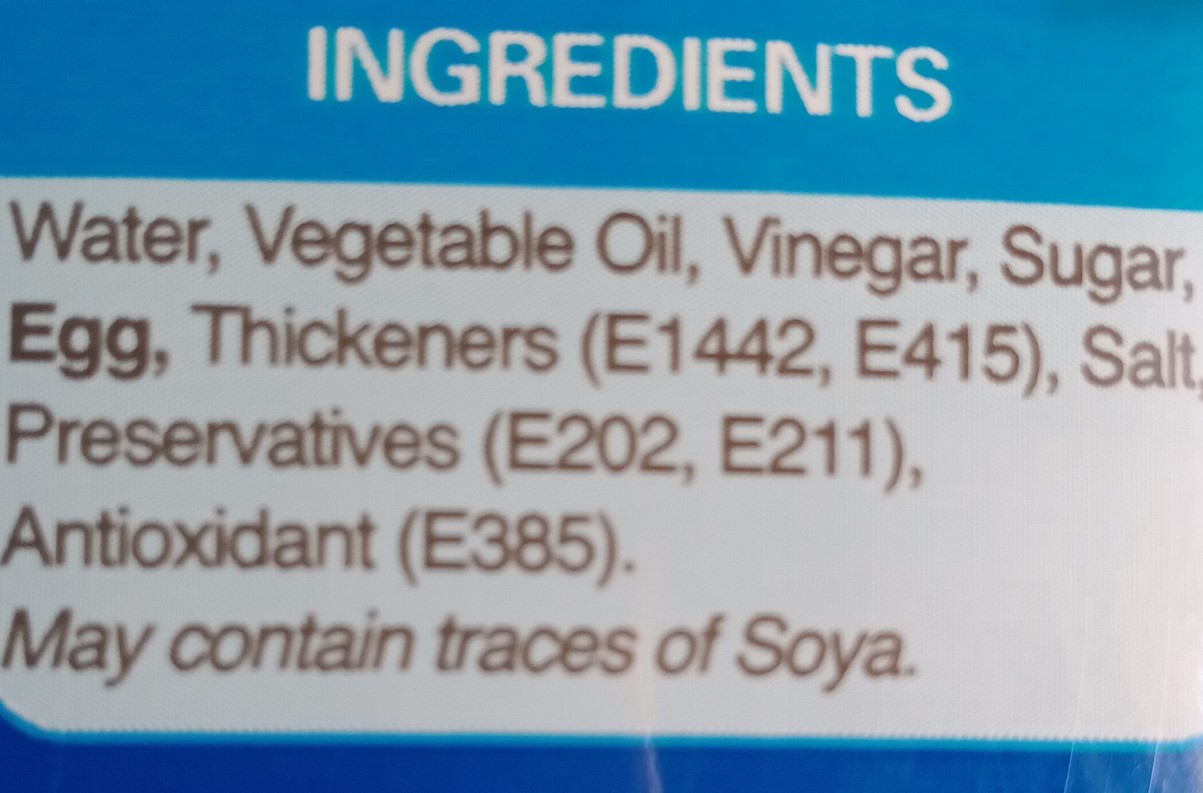 INGREDIENTS
Water, Vegetable Oil, Vinegar, Sugar,
Egg, Thickeners (E1442, E415), Salt,
Preservatives (E202, E211),
Antioxidant (E385).
May contain traces of Soya.